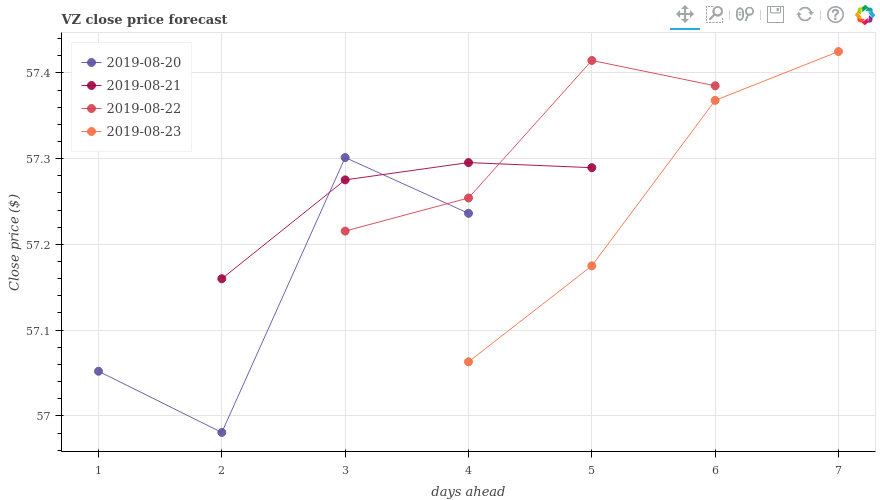 VZ close price forecast
2019-08-20
2019-08-21
2019-08-22
2019-08-23
57.4
57.3
57.2
57.1
57
Close price ($)
1 2 3 4 5 6 7
days ahead